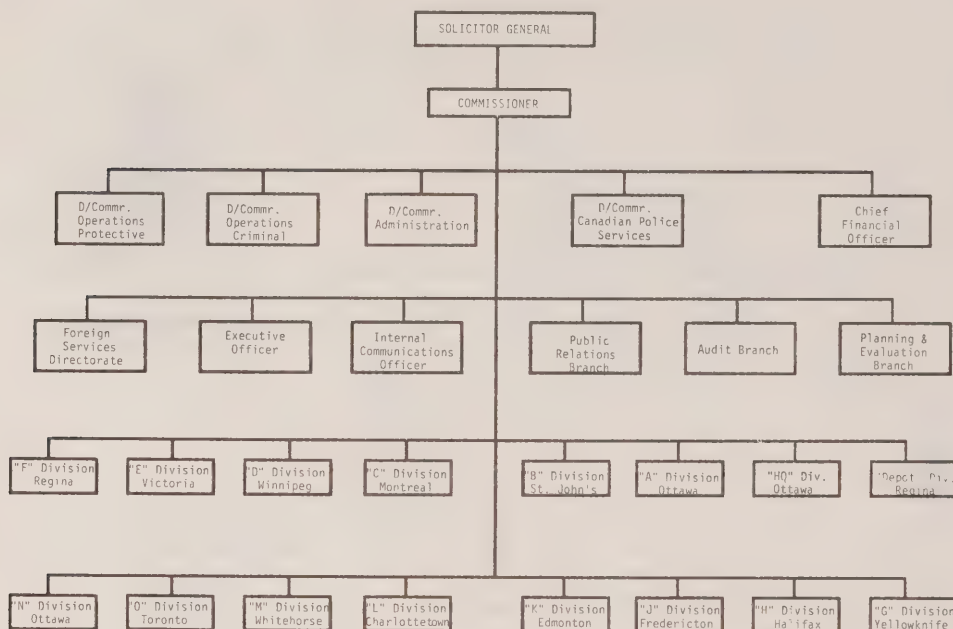 SOLICITOR GENERAL
COMMISSIONER
D/Commr.
Operations
Protective
D/Commr.
Operations
Criminal
D/Commr.
Administration
D/Commr.
Canadian Police
Services
Chief
Financial
Officer
Foreign
Services
Directorate
Executive
Officer
Internal
Communications
Officer
Public
Relations
Branch
Audit Branch
Planning &
Evaluation
Branch
"F" Division
Regina
"E" Division
Victoria
"D" Division
Winnipeg
"C" Division
Montreal
"B" Division
St. John's
"A" Division
Ottawa
"HQ" Div.
Ottawa
"Depot" Div.
Regina
"N" Division
Ottawa
"O" Division
Toronto
"M" Division
Whitehorse
"L" Division
Charlottetown
"K" Division
Edmonton
"J" Division
Fredericton
"H" Division
Halifax
"G" Division
Yellowknife